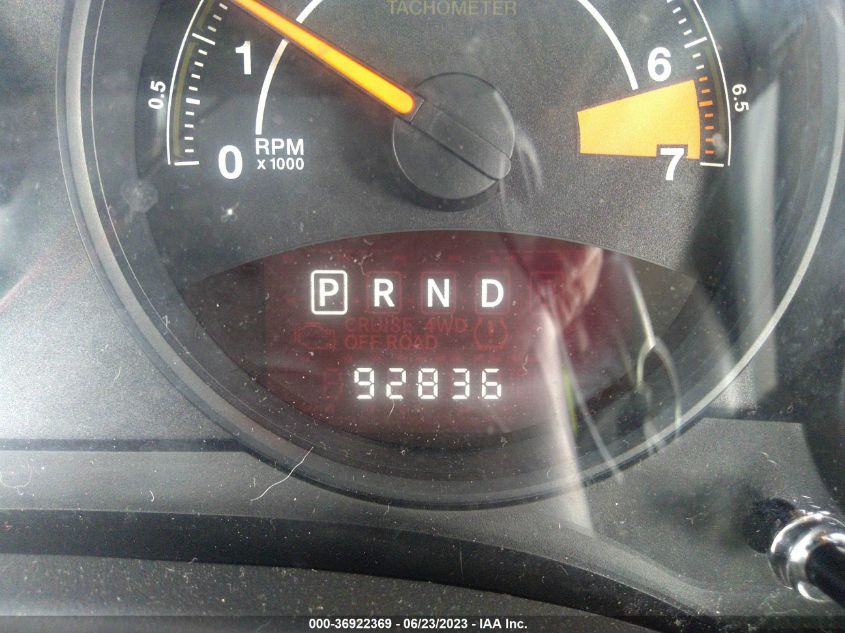 TACHOMETER
0.5
1
0
RPM
x 1000
6
6.5
7
P R N D
CRUISE 4WD
OFF ROAD
92836
000-36922369 - 06/23/2023 - IAA Inc.